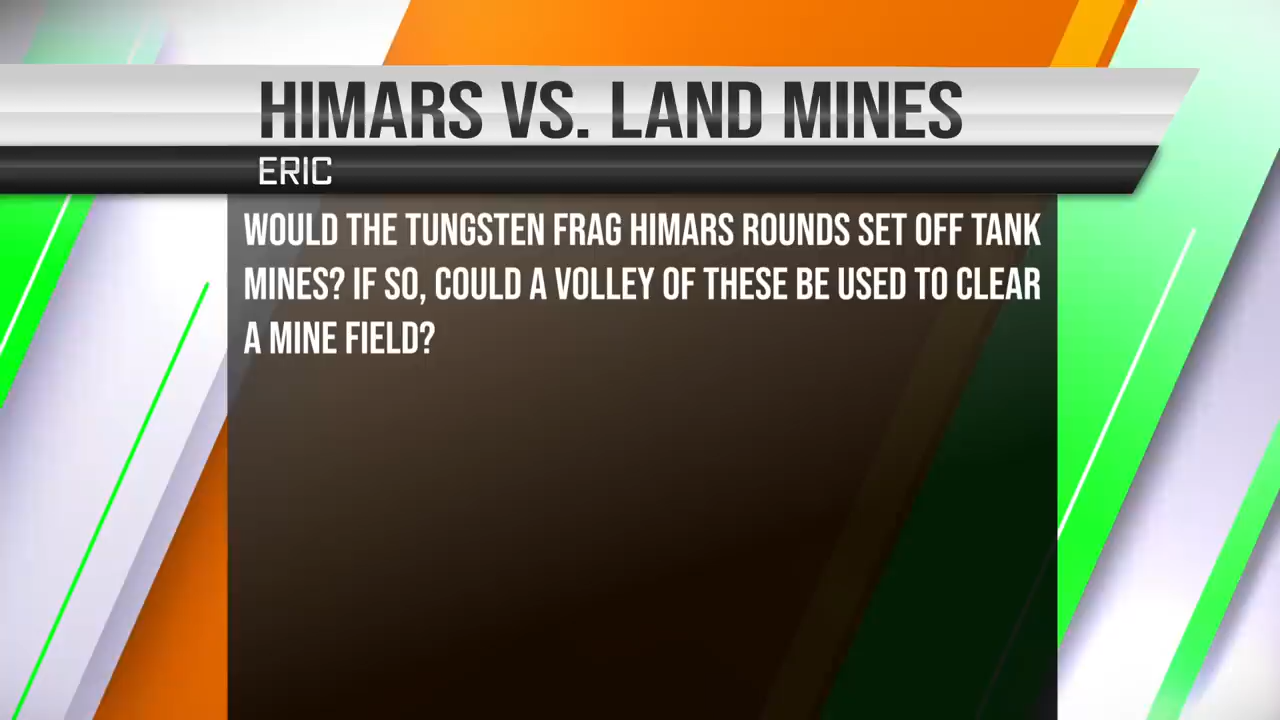 HIMARS VS. LAND MINES
ERIC
WOULD THE TUNGSTEN FRAG HIMARS ROUNDS SET OFF TANK
MINES? IF SO, COULD A VOLLEY OF THESE BE USED TO CLEAR
A MINE FIELD?